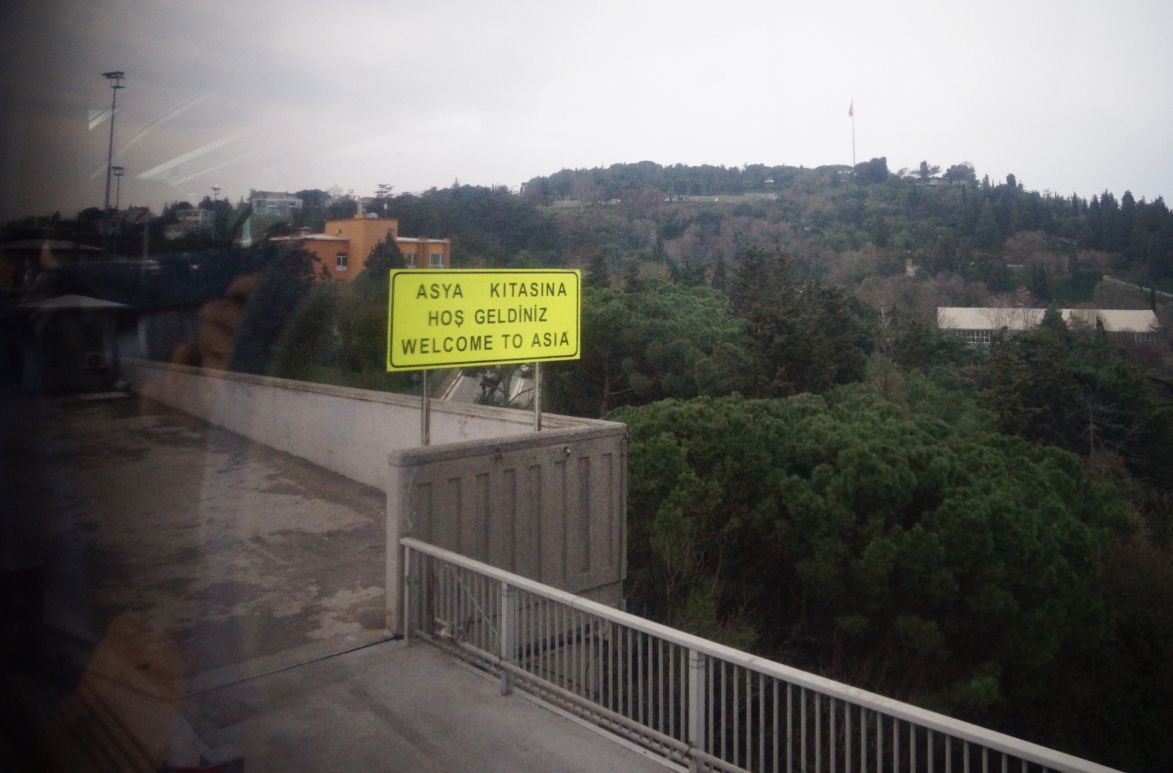 ASYA KITASINA
HOŞ GELDİNİZ
WELCOME TO ASIA